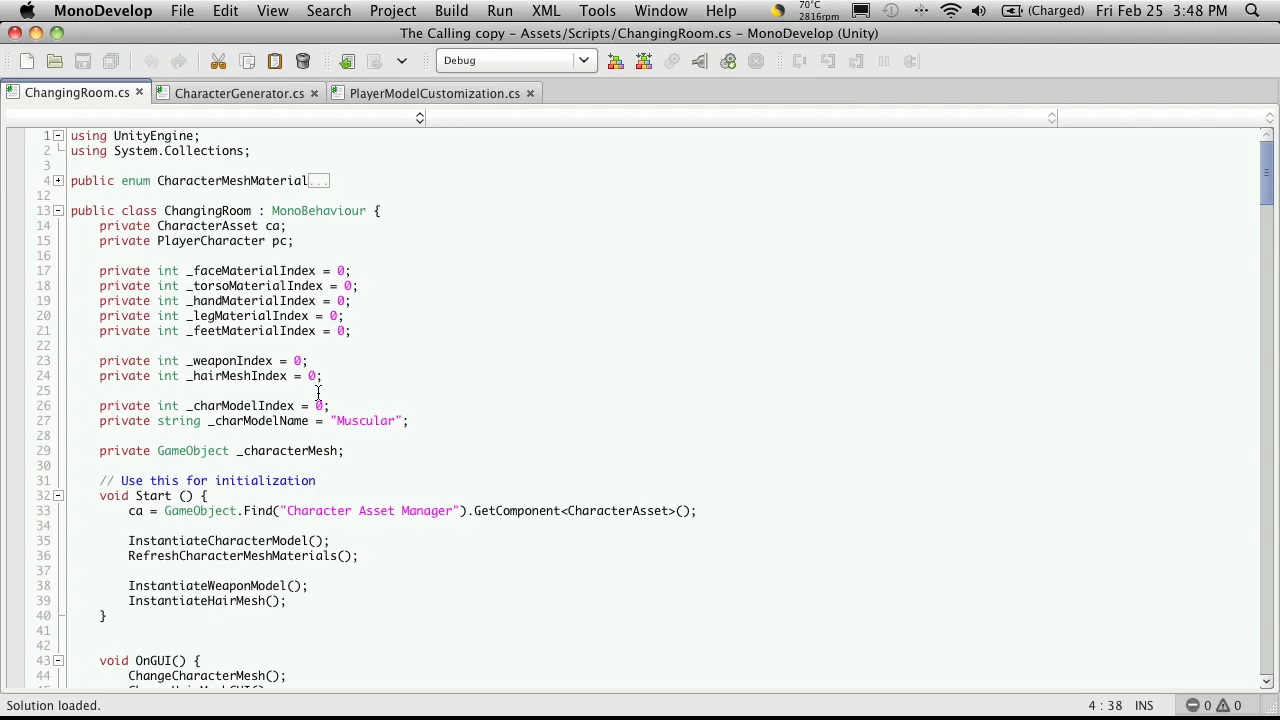 MonoDevelop File Edit View Search Project Build Run XML Tools Window Help 70°C 2816rpm (Charged) Fri Feb 25 3:48 PM
The Calling copy - Assets/Scripts/ChangingRoom.cs - MonoDevelop (Unity)
Debug
ChangingRoom.cs CharacterGenerator.cs PlayerModelCustomization.cs
1 using UnityEngine;
2 using System.Collections;
3
4 public enum CharacterMeshMaterial...
12
13 public class ChangingRoom : MonoBehaviour {
14 private CharacterAsset ca;
15 private PlayerCharacter pc;
16
17 private int _faceMaterialIndex = 0;
18 private int _torsoMaterialIndex = 0;
19 private int _handMaterialIndex = 0;
20 private int _legMaterialIndex = 0;
21 private int _feetMaterialIndex = 0;
22
23 private int _weaponIndex = 0;
24 private int _hairMeshIndex = 0;
25
26 private int _charModelIndex = 0;
27 private string _charModelName = "Muscular";
28
29 private GameObject _characterMesh;
30
31 // Use this for initialization
32 void Start () {
33 ca = GameObject.Find("Character Asset Manager").GetComponent<CharacterAsset>();
34
35 InstantiateCharacterModel();
36 RefreshCharacterMeshMaterials();
37
38 InstantiateWeaponModel();
39 InstantiateHairMesh();
40 }
41
42
43 void OnGUI() {
44 ChangeCharacterMesh();
Solution loaded. 4 : 38 INS 0 0